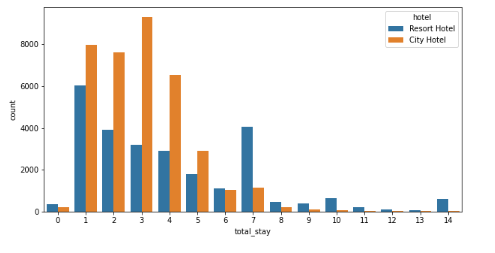 hotel
Resort Hotel
City Hotel
8000
6000
4000
2000
0
count
0 1 2 3 4 5 6 7 8 9 10 11 12 13 14
total_stay